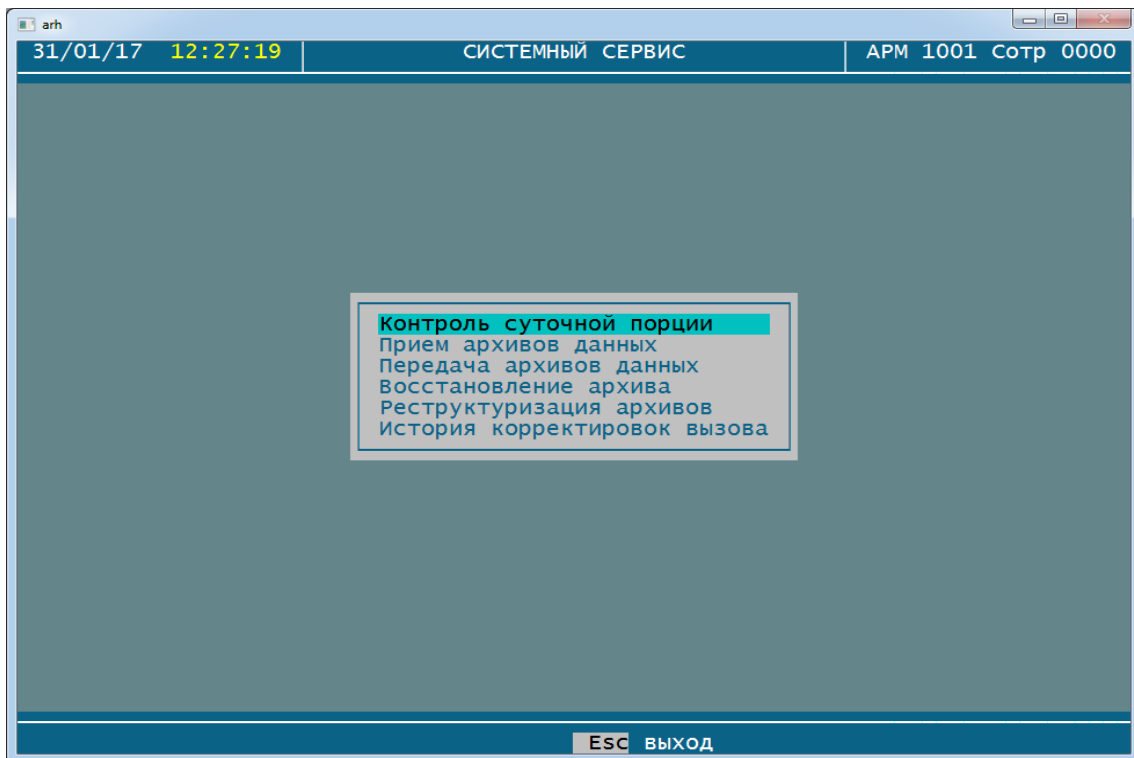 arh
31/01/17 12:27:19 СИСТЕМНЫЙ СЕРВИС АРМ 1001 Сотр 0000
Контроль суточной порции
Прием архивов данных
Передача архивов данных
Восстановление архива
Реструктуризация архивов
История корректировок вызова
Esc выход